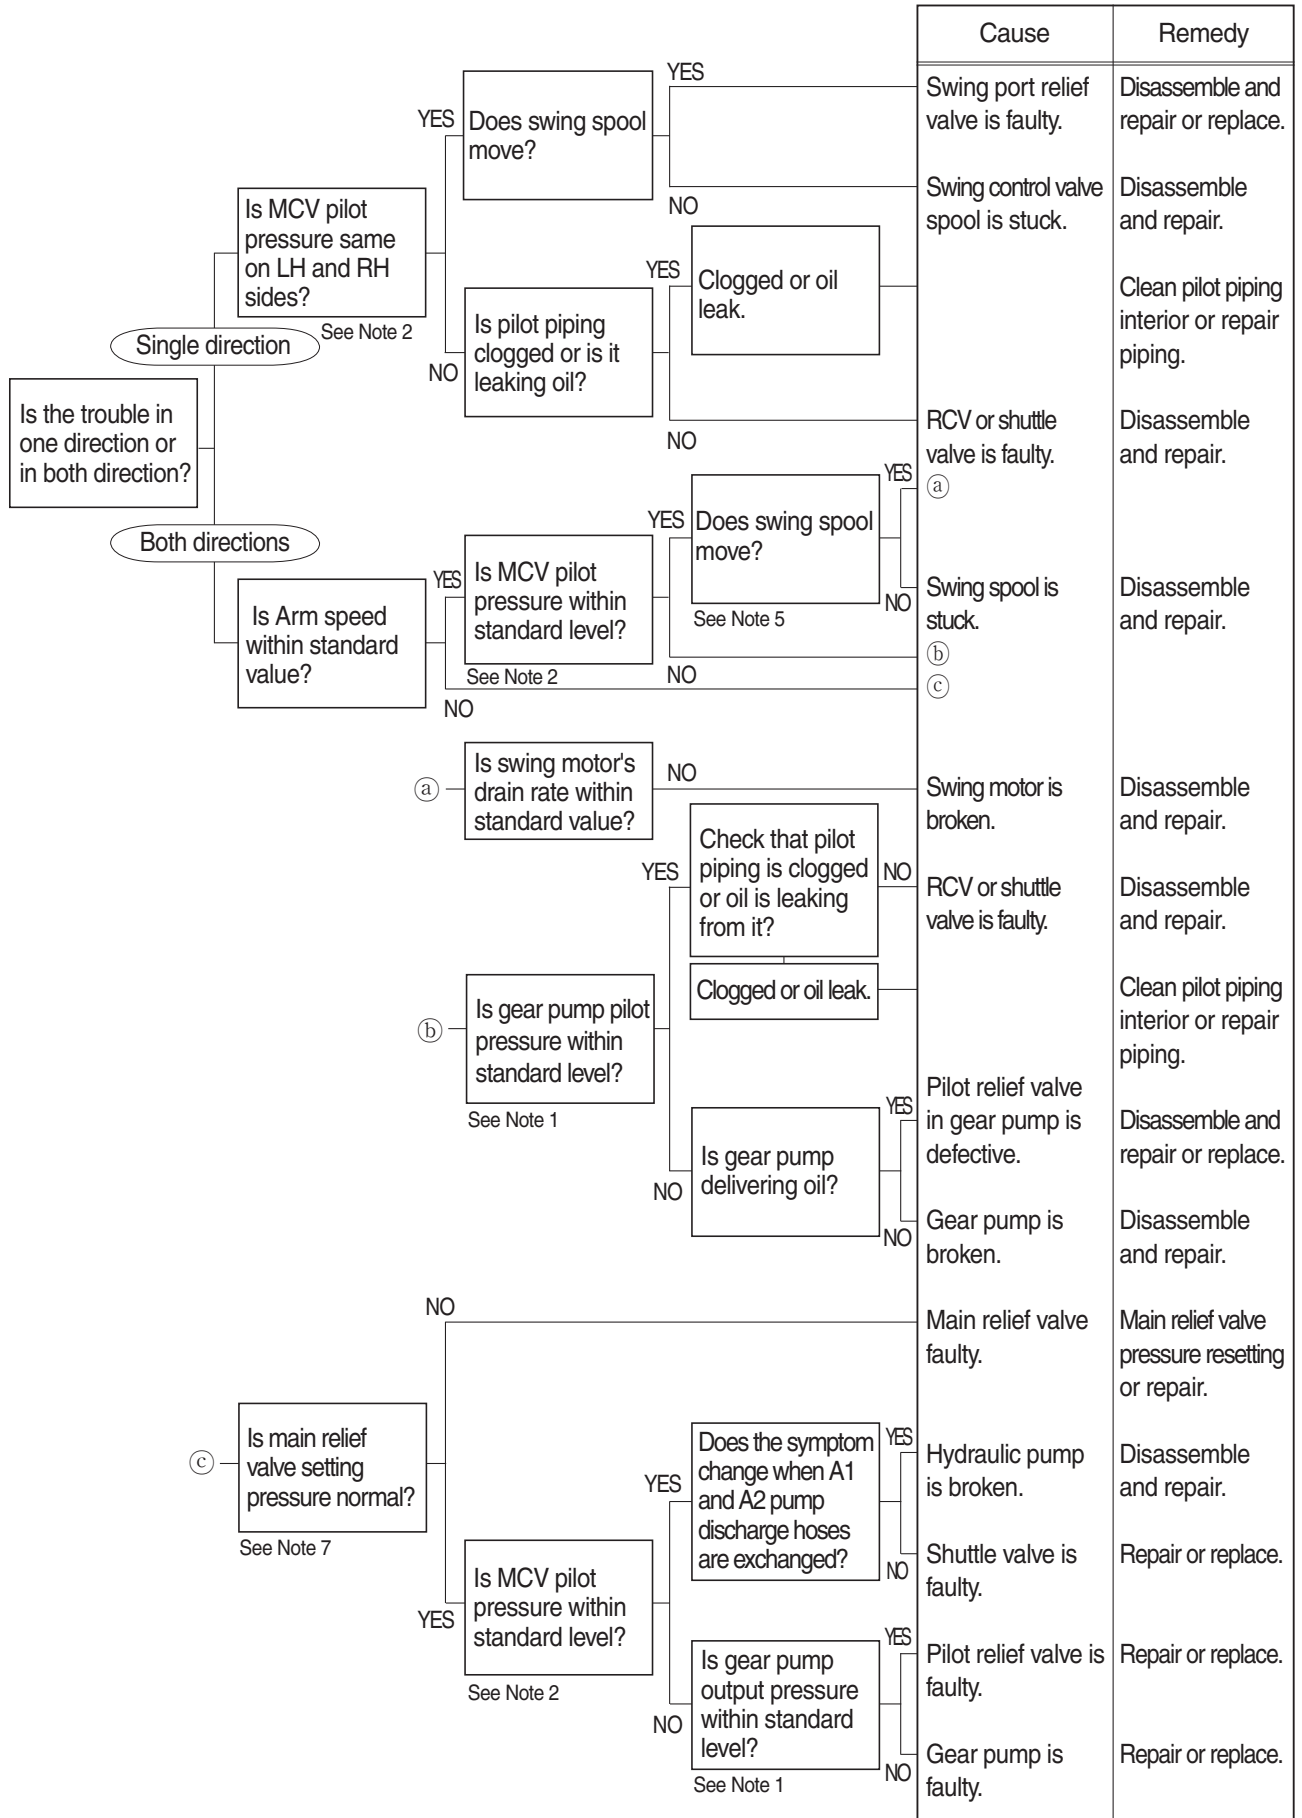 Cause
Remedy
YES
Swing port relief
valve is faulty.
Disassemble and
repair or replace.
YES
Does swing spool
move?
NO
Swing control valve
spool is stuck.
Disassemble
and repair.
Is MCV pilot
pressure same
on LH and RH
sides?
See Note 2
YES
Clogged or oil
leak.
Clean pilot piping
interior or repair
piping.
Single direction
NO
Is pilot piping
clogged or is it
leaking oil?
NO
RCV or shuttle
valve is faulty.
Disassemble
and repair.
Is the trouble in
one direction or
in both direction?
YES
ⓐ
YES
Does swing spool
move?
See Note 5
NO
Swing spool is
stuck.
Disassemble
and repair.
Both directions
YES
Is MCV pilot
pressure within
standard level?
See Note 2
NO
ⓑ
Is Arm speed
within standard
value?
NO
ⓒ
ⓐ
Is swing motor's
drain rate within
standard value?
NO
Swing motor is
broken.
Disassemble
and repair.
YES
Check that pilot
piping is clogged
or oil is leaking
from it?
NO
RCV or shuttle
valve is faulty.
Disassemble
and repair.
Clogged or oil leak.
Clean pilot piping
interior or repair
piping.
ⓑ
Is gear pump pilot
pressure within
standard level?
See Note 1
YES
Pilot relief valve
in gear pump is
defective.
Disassemble and
repair or replace.
NO
Is gear pump
delivering oil?
NO
Gear pump is
broken.
Disassemble
and repair.
NO
Main relief valve
faulty.
Main relief valve
pressure resetting
or repair.
ⓒ
Is main relief
valve setting
pressure normal?
See Note 7
YES
Does the symptom
change when A1
and A2 pump
discharge hoses
are exchanged?
YES
Hydraulic pump
is broken.
Disassemble
and repair.
NO
Shuttle valve is
faulty.
Repair or replace.
YES
Is MCV pilot
pressure within
standard level?
See Note 2
NO
Is gear pump
output pressure
within standard
level?
See Note 1
YES
Pilot relief valve is
faulty.
Repair or replace.
NO
Gear pump is
faulty.
Repair or replace.